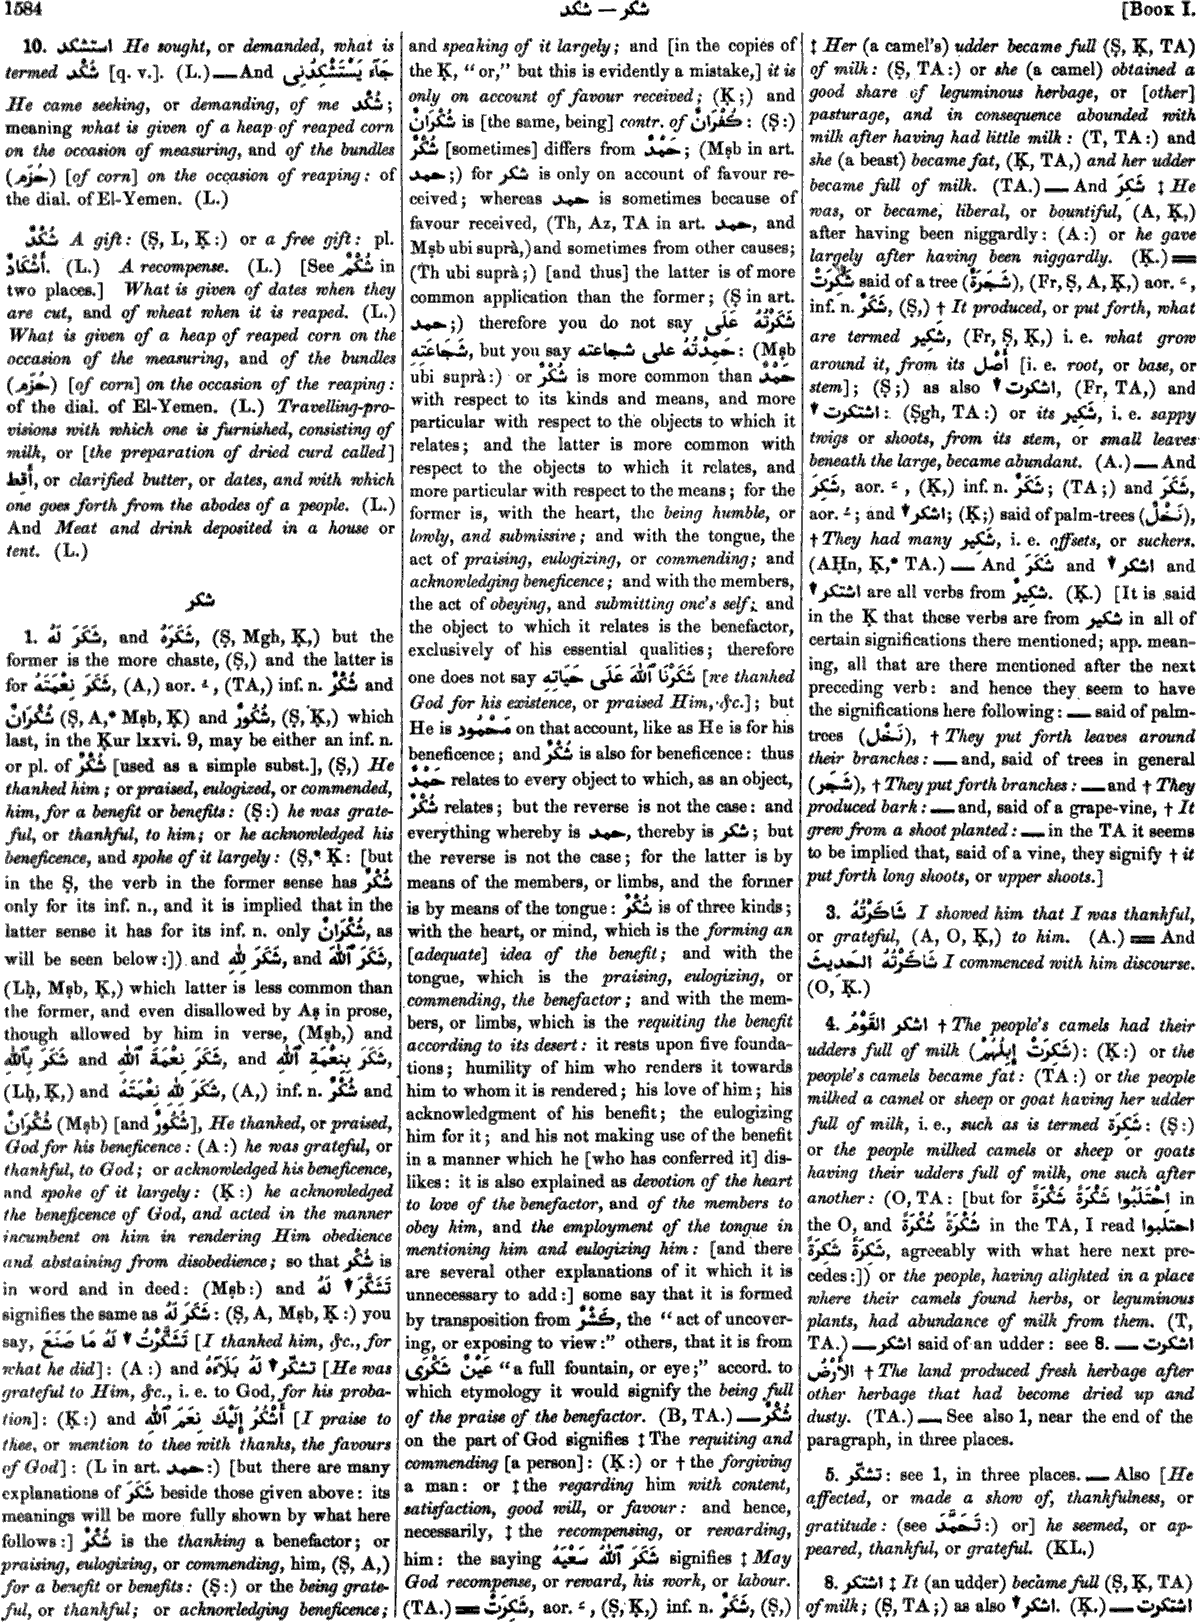 1584
شكد — شكر
[Book I.
10. استشكد He sought, or demanded, what is
termed شُكْد [q. v.]. (L.) — And جَآءَ يَسْتَشْكِدُنِى
He came seeking, or demanding, of me شُكْد;
meaning what is given of a heap of reaped corn
on the occasion of measuring, and of the bundles
(حُزَم) [of corn] on the occasion of reaping: of
the dial. of El-Yemen. (L.)
شُكْدٌ A gift: (Ṣ, L, Ḳ:) or a free gift: pl.
أَشْكَادٌ. (L.) A recompense. (L.) [See شُكْمٌ in
two places.] What is given of dates when they
are cut, and of wheat when it is reaped. (L.)
What is given of a heap of reaped corn on the
occasion of the measuring, and of the bundles
(حُزَم) [of corn] on the occasion of the reaping:
of the dial. of El-Yemen. (L.) Travelling-pro-
visions with which one is furnished, consisting of
milk, or [the preparation of dried curd called]
أَقِط, or clarified butter, or dates, and with which
one goes forth from the abodes of a people. (L.)
And Meat and drink deposited in a house or
tent. (L.)
شكر
1. شَكَرَ لَهُ, and شَكَرَهُ, (Ṣ, Mgh, Ḳ,) but the
former is the more chaste, (Ṣ,) and the latter is
for شَكَرَ نِعْمَتَهُ, (A,) aor. ـُ, (TA,) inf. n. شُكْرٌ and
شُكْرَانٌ (Ṣ, A,* Mṣb, Ḳ) and شُكُورٌ, (Ṣ, Ḳ,) which
last, in the Ḳur lxxvi. 9, may be either an inf. n.
or pl. of شُكْرٌ [used as a simple subst.], (Ṣ,) He
thanked him; or praised, eulogized, or commended,
him, for a benefit or benefits: (Ṣ:) he was grate-
ful, or thankful, to him; or he acknowledged his
beneficence, and spoke of it largely: (Ṣ,* Ḳ: [but
in the Ṣ, the verb in the former sense has شُكْرٌ
only for its inf. n., and it is implied that in the
latter sense it has for its inf. n. only شُكْرَانٌ, as
will be seen below:]) and شَكَرَ لِلّٰهِ, and شَكَرَ ٱللّٰهَ,
(Lḥ, Mṣb, Ḳ,) which latter is less common than
the former, and even disallowed by Aṣ in prose,
though allowed by him in verse, (Mṣb,) and
شَكَرَ بِٱللّٰهِ and شَكَرَ نِعْمَةَ ٱللّٰهِ, and شَكَرَ بِنِعْمَةِ ٱللّٰهِ,
(Lḥ, Ḳ,) and شَكَرَ لِلّٰهِ نِعْمَتَهُ, (A,) inf. n. شُكْرٌ and
شُكْرَانٌ (Mṣb) [and شُكُورٌ], He thanked, or praised,
God for his beneficence: (A:) he was grateful, or
thankful, to God; or acknowledged his beneficence,
and spoke of it largely: (Ḳ:) he acknowledged
the beneficence of God, and acted in the manner
incumbent on him in rendering Him obedience
and abstaining from disobedience; so that شُكْر is
in word and in deed: (Mṣb:) and تَشَكَّرَ▼ لَهُ
signifies the same as شَكَرَ لَهُ: (Ṣ, A, Mṣb, Ḳ:) you
say, تَشَكَّرْتُ▼ لَهُ مَا صَنَعَ [I thanked him, &c., for
what he did]: (A:) and تشكّر▼ لَهُ بَلَآءَهُ [He was
grateful to Him, &c., i. e. to God, for his proba-
tion]: (Ḳ:) and أَشْكُرُ إِلَيْكَ نِعَمَ ٱللّٰهِ [I praise to
thee, or mention to thee with thanks, the favours
of God]: (L in art. حمد:) [but there are many
explanations of شَكَرَ beside those given above: its
meanings will be more fully shown by what here
follows:] شُكْرٌ is the thanking a benefactor; or
praising, eulogizing, or commending, him, (Ṣ, A,)
for a benefit or benefits: (Ṣ:) or the being grate-
ful, or thankful; or acknowledging beneficence;
and speaking of it largely; and [in the copies of
the Ḳ, "or," but this is evidently a mistake,] it is
only on account of favour received; (Ḳ;) and
شُكْرَانٌ is [the same, being] contr. of كُفْرَانٌ: (Ṣ:)
شُكْرٌ [sometimes] differs from حَمْدٌ; (Mṣb in art.
حمد;) for شكر is only on account of favour re-
ceived; whereas حمد is sometimes because of
favour received, (Th, Az, TA in art. حمد, and
Mṣb ubi suprà,) and sometimes from other causes;
(Th ubi suprà;) [and thus] the latter is of more
common application than the former; (Ṣ in art.
حمد;) therefore you do not say شَكَرْتُهُ عَلَى
شَجَاعَتِهِ, but you say حَمِدْتُهُ على شجاعته: (Mṣb
ubi suprà:) or شُكْرٌ is more common than حَمْدٌ
with respect to its kinds and means, and more
particular with respect to the objects to which it
relates; and the latter is more common with
respect to the objects to which it relates, and
more particular with respect to the means; for the
former is, with the heart, the being humble, or
lowly, and submissive; and with the tongue, the
act of praising, eulogizing, or commending; and
acknowledging beneficence; and with the members,
the act of obeying, and submitting one's self; and
the object to which it relates is the benefactor,
exclusively of his essential qualities; therefore
one does not say شَكَرْنَا ٱللّٰهَ عَلَى حَيَاتِهِ [we thanked
God for his existence, or praised Him, &c.]; but
He is مَحْمُود on that account, like as He is for his
beneficence; and شُكْرٌ is also for beneficence: thus
حَمْدٌ relates to every object to which, as an object,
شُكْرٌ relates; but the reverse is not the case: and
everything whereby is حمد, thereby is شكر; but
the reverse is not the case; for the latter is by
means of the members, or limbs, and the former
is by means of the tongue: شُكْرٌ is of three kinds;
with the heart, or mind, which is the forming an
[adequate] idea of the benefit; and with the
tongue, which is the praising, eulogizing, or
commending, the benefactor; and with the mem-
bers, or limbs, which is the requiting the benefit
according to its desert: it rests upon five founda-
tions; humility of him who renders it towards
him to whom it is rendered; his love of him; his
acknowledgment of his benefit; the eulogizing
him for it; and his not making use of the benefit
in a manner which he [who has conferred it] dis-
likes: it is also explained as devotion of the heart
to love of the benefactor, and of the members to
obey him, and the employment of the tongue in
mentioning him and eulogizing him: [and there
are several other explanations of it which it is
unnecessary to add:] some say that it is formed
by transposition from كَشْرٌ, the "act of uncover-
ing, or exposing to view:" others, that it is from
عَيْنٌ شَكْرَى "a full fountain, or eye;" accord. to
which etymology it would signify the being full
of the praise of the benefactor. (B, TA.) — شُكْرٌ
on the part of God signifies ‡ The requiting and
commending [a person]: (Ḳ:) or † the forgiving
a man: or ‡ the regarding him with content,
satisfaction, good will, or favour: and hence,
necessarily, ‡ the recompensing, or rewarding,
him: the saying شَكَرَ ٱللّٰهُ سَعْيَهُ signifies ‡ May
God recompense, or reward, his work, or labour.
(TA.) = شَكِرَتْ, aor. ـَ, (Ṣ, Ḳ,) inf. n. شَكَرٌ, (Ṣ,)
‡ Her (a camel's) udder became full (Ṣ, Ḳ, TA)
of milk: (Ṣ, TA:) or she (a camel) obtained a
good share of leguminous herbage, or [other]
pasturage, and in consequence abounded with
milk after having had little milk: (T, TA:) and
she (a beast) became fat, (Ḳ, TA,) and her udder
became full of milk. (TA.) — And شَكِرَ ‡ He
was, or became, liberal, or bountiful, (A, Ḳ,)
after having been niggardly: (A:) or he gave
largely after having been niggardly. (Ḳ.) =
شَكِرَتْ said of a tree (شَجَرَةٌ), (Fr, Ṣ, A, Ḳ,) aor. ـَ,
inf. n. شَكَرٌ, (Ṣ,) † It produced, or put forth, what
are termed شَكِير, (Fr, Ṣ, Ḳ,) i. e. what grow
around it, from its أَصْل [i. e. root, or base, or
stem]; (Ṣ;) as also اشكرت▼, (Fr, TA,) and
اشتكرت▼: (Ṣgh, TA:) or its شَكِير, i. e. sappy
twigs or shoots, from its stem, or small leaves
beneath the large, became abundant. (A.) — And
شَكِرَ, aor. ـَ, (Ḳ,) inf. n. شَكَرٌ; (TA;) and شَكَرَ,
aor. ـُ; and اشكر▼; (Ḳ;) said of palm-trees (نَخْلٌ),
† They had many شَكِير, i. e. offsets, or suckers.
(AḤn, Ḳ,* TA.) — And شَكَرَ and اشكر▼ and
اشتكر▼ are all verbs from شَكِيرٌ. (Ḳ.) [It is said
in the Ḳ that these verbs are from شكير in all of
certain significations there mentioned; app. mean-
ing, all that are there mentioned after the next
preceding verb: and hence they seem to have
the significations here following: — said of palm-
trees (نَخْل), † They put forth leaves around
their branches: — and, said of trees in general
(شَجَر), † They put forth branches: — and † They
produced bark: — and, said of a grape-vine, † It
grew from a shoot planted: — in the TA it seems
to be implied that, said of a vine, they signify † it
put forth long shoots, or upper shoots.]
3. شَاكَرْتُهُ I showed him that I was thankful,
or grateful, (A, O, Ḳ,) to him. (A.) = And
شَاكَرْتُهُ الحَدِيثَ I commenced with him discourse.
(O, Ḳ.)
4. اشكر القَوْمُ † The people's camels had their
udders full of milk (شَكِرَتْ إِبِلُهُمْ): (Ḳ:) or the
people's camels became fat: (TA:) or the people
milked a camel or sheep or goat having her udder
full of milk, i. e., such as is termed شَكِرَة: (Ṣ:)
or the people milked camels or sheep or goats
having their udders full of milk, one such after
another: (O, TA: [but for اِحْتَلَبُوا شَكْرَةً شَكْرَةً in
the O, and شُكْرَةً شُكْرَةً in the TA, I read احتلبوا
شَكِرَةً شَكِرَةً, agreeably with what here next pre-
cedes:]) or the people, having alighted in a place
where their camels found herbs, or leguminous
plants, had abundance of milk from them. (T,
TA.) — اشكر said of an udder: see 8. — اشكرت
الأَرْضُ † The land produced fresh herbage after
other herbage that had become dried up and
dusty. (TA.) — See also 1, near the end of the
paragraph, in three places.
5. تشكّر: see 1, in three places. — Also [He
affected, or made a show of, thankfulness, or
gratitude: (see تَحَمَّدَ:) or] he seemed, or ap-
peared, thankful, or grateful. (KL.)
8. اشتكر ‡ It (an udder) became full (Ṣ, Ḳ, TA)
of milk; (Ṣ, TA;) as also اشكر▼. (Ḳ.) — اشتكرت